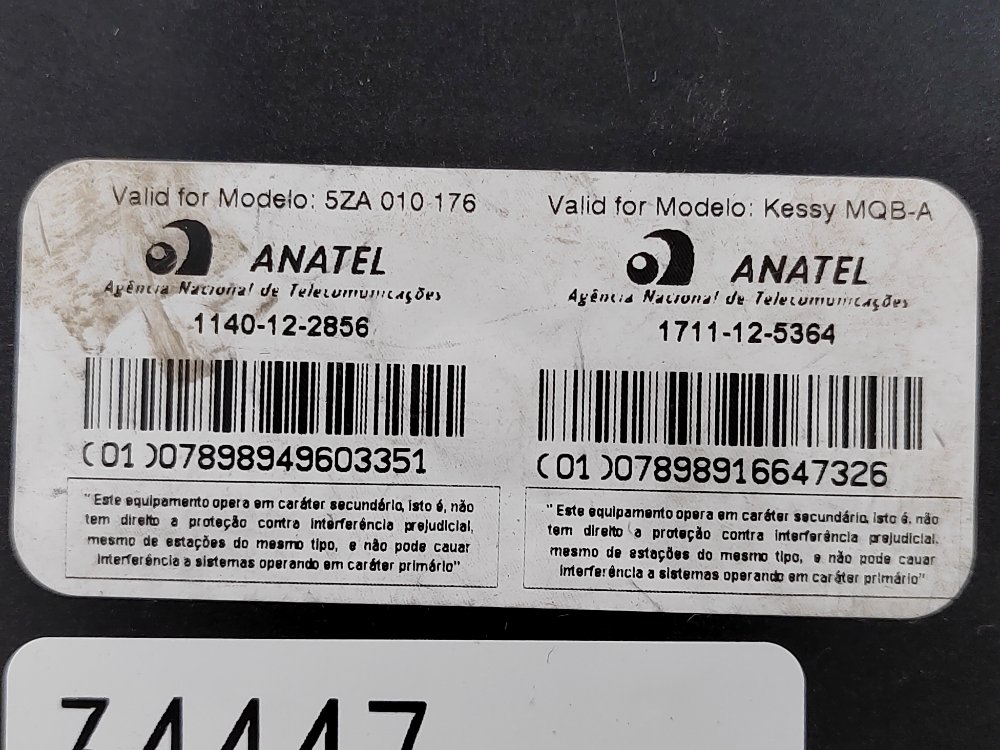 Valid for Modelo: 5ZA 010 176
ANATEL
Agência Nacional de Telecomunicações
1140-12-2856
(01)07898949603351
"Este equipamento opera em caráter secundário, isto é, não
tem direito a proteção contra interferência prejudicial,
mesmo de estações do mesmo tipo, e não pode cauar
interferência a sistemas operando em caráter primário"
Valid for Modelo: Kessy MQB-A
ANATEL
Agência Nacional de Telecomunicações
1711-12-5364
(01)07898916647326
"Este equipamento opera em caráter secundário, isto é, não
tem direito a proteção contra interferência prejudicial,
mesmo de estações do mesmo tipo, e não pode cauar
interferência a sistemas operando em caráter primário"
34447